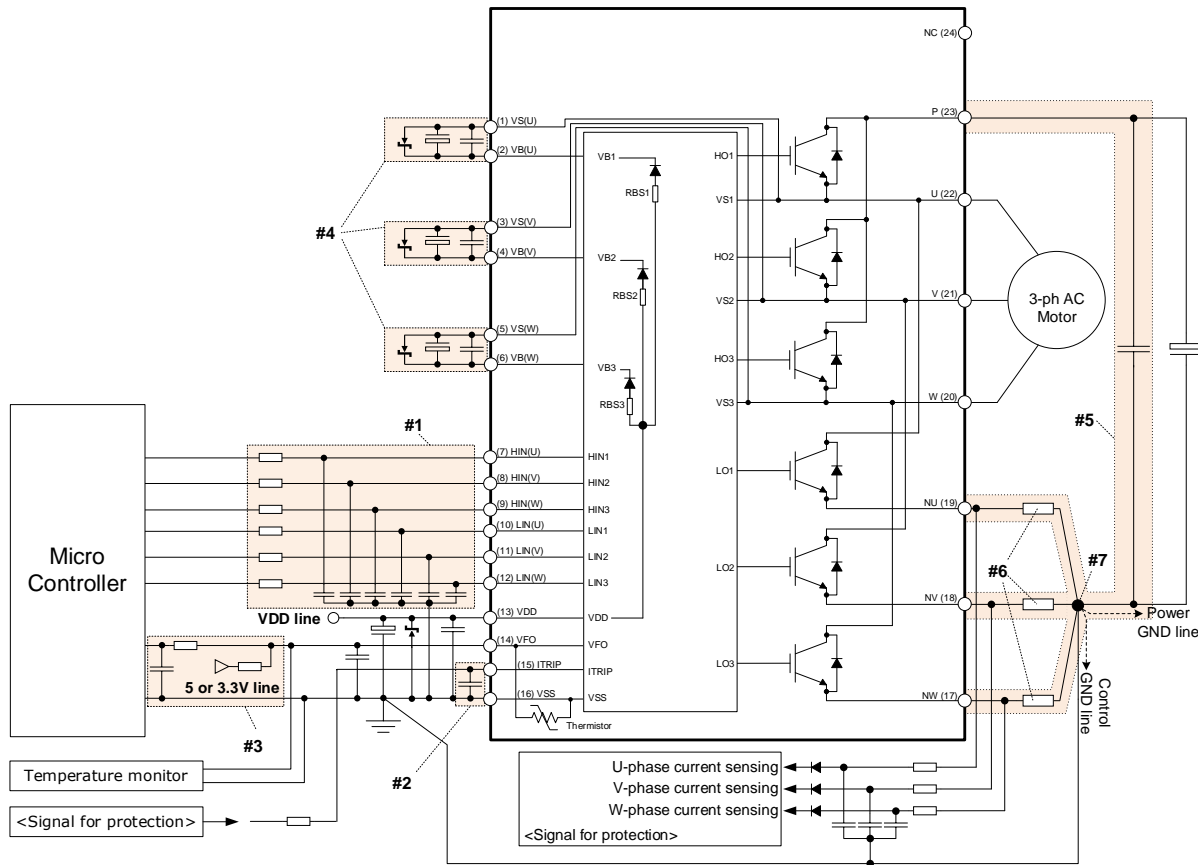 NC (24)
(1) VS(U)
(2) VB(U)
(3) VS(V)
(4) VB(V)
(5) VS(W)
(6) VB(W)
#4
VB1
RBS1
VB2
RBS2
VB3
RBS3
HO1
VS1
HO2
VS2
HO3
VS3
LO1
LO2
LO3
P (23)
U (22)
V (21)
W (20)
3-ph AC
Motor
#5
NU (19)
NV (18)
NW (17)
#6
#7
Power
GND line
Control
GND line
Micro
Controller
#1
(7) HIN(U)
(8) HIN(V)
(9) HIN(W)
(10) LIN(U)
(11) LIN(V)
(12) LIN(W)
(13) VDD
(14) VFO
(15) ITRIP
(16) VSS
HIN1
HIN2
HIN3
LIN1
LIN2
LIN3
VDD
VFO
ITRIP
VSS
Thermistor
VDD line
5 or 3.3V line
#3
#2
Temperature monitor
<Signal for protection>
U-phase current sensing
V-phase current sensing
W-phase current sensing
<Signal for protection>